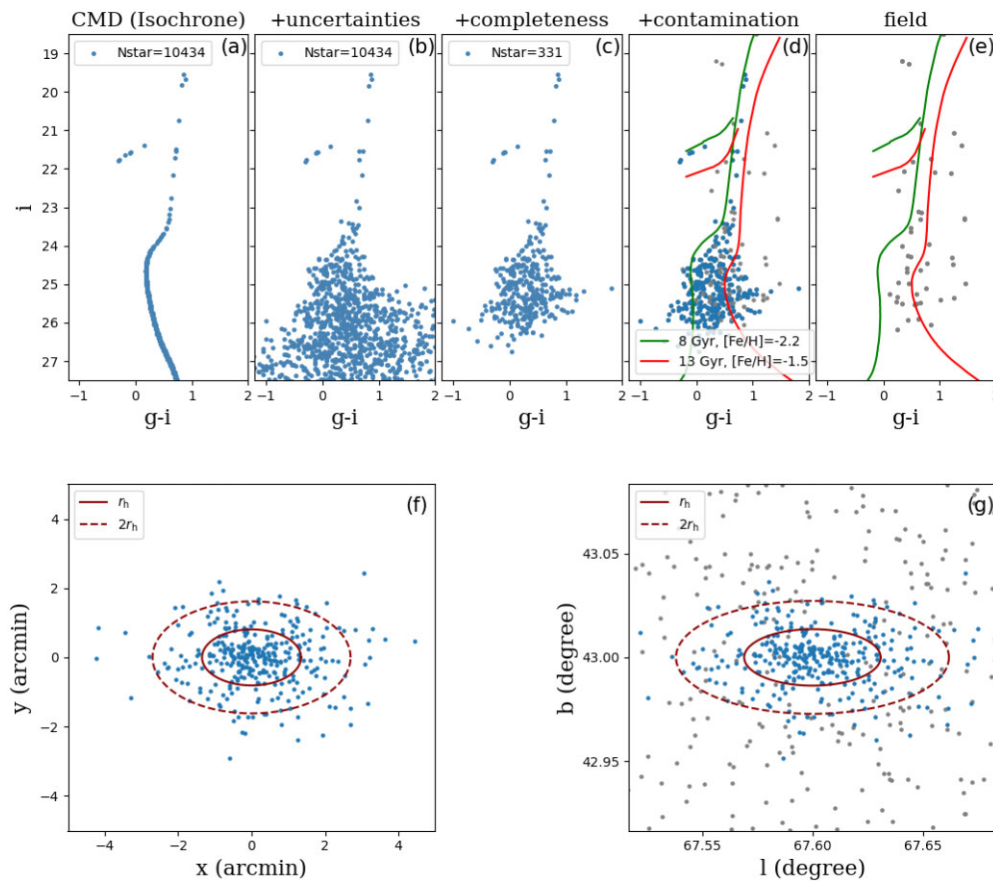 CMD (Isochrone)
+uncertainties
+completeness
+contamination
field
Nstar=10434
(a)
Nstar=10434
(b)
Nstar=331
(c)
(d)
(e)
19
20
21
22
23
24
25
26
27
i
8 Gyr, [Fe/H]=-2.2
13 Gyr, [Fe/H]=-1.5
−1 0 1 2
−1 0 1 2
−1 0 1 2
−1 0 1
−1 0 1 2
g-i
g-i
g-i
g-i
g-i
rh
2rh
(f)
4
2
0
−2
−4
y (arcmin)
−4 −2 0 2 4
x (arcmin)
rh
2rh
(g)
43.05
43.00
42.95
b (degree)
67.55 67.60 67.65
l (degree)